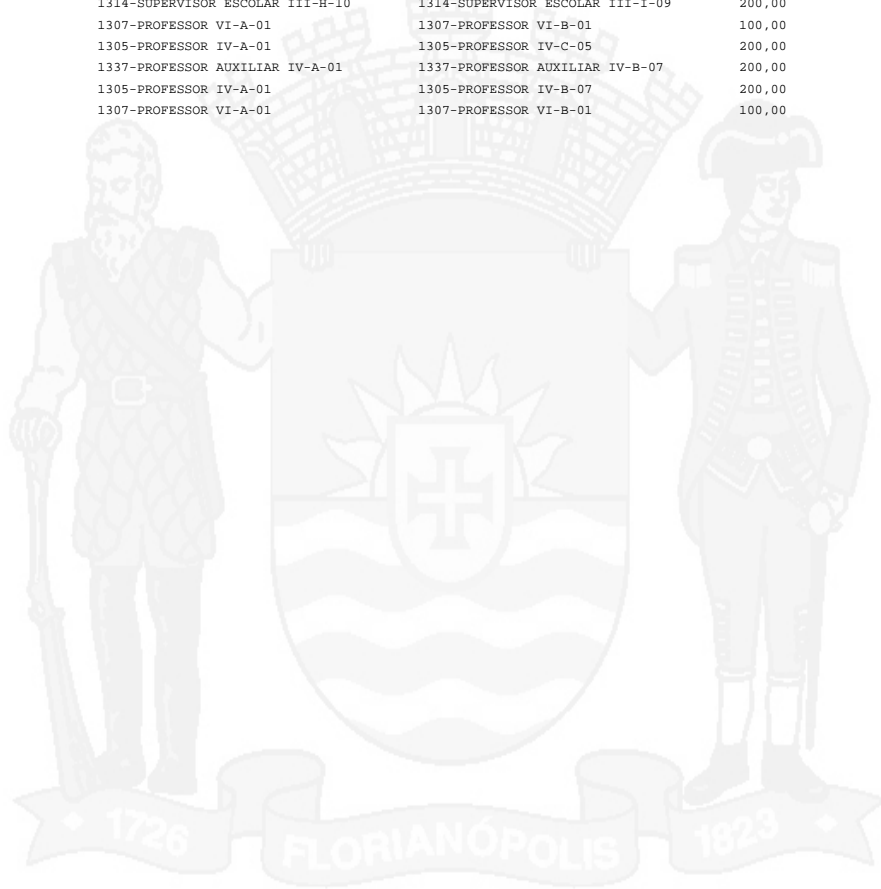 1314-SUPERVISOR ESCOLAR III-H-10 1314-SUPERVISOR ESCOLAR III-I-09 200,00
1307-PROFESSOR VI-A-01 1307-PROFESSOR VI-B-01 100,00
1305-PROFESSOR IV-A-01 1305-PROFESSOR IV-C-05 200,00
1337-PROFESSOR AUXILIAR IV-A-01 1337-PROFESSOR AUXILIAR IV-B-07 200,00
1305-PROFESSOR IV-A-01 1305-PROFESSOR IV-B-07 200,00
1307-PROFESSOR VI-A-01 1307-PROFESSOR VI-B-01 100,00
1726 FLORIANÓPOLIS 1823